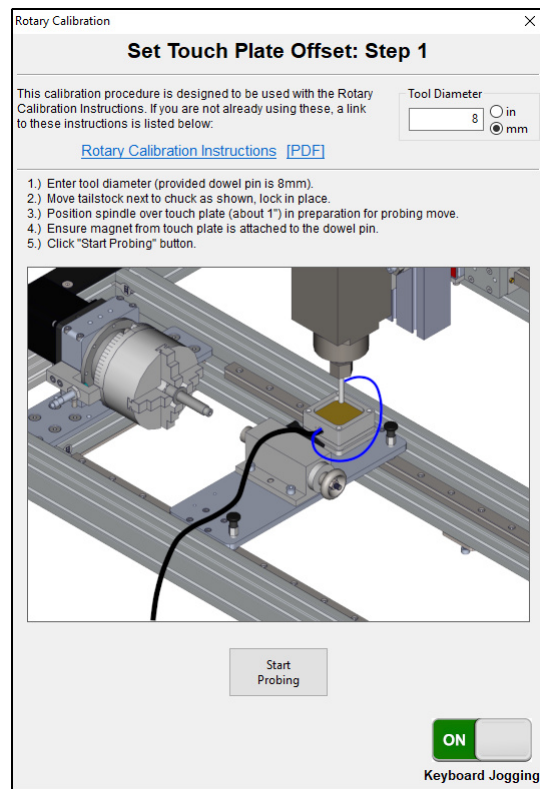 Rotary Calibration
Set Touch Plate Offset: Step 1
This calibration procedure is designed to be used with the Rotary
Calibration Instructions. If you are not already using these, a link
to these instructions is listed below:
Rotary Calibration Instructions [PDF]
Tool Diameter
8
in
mm
1.) Enter tool diameter (provided dowel pin is 8mm).
2.) Move tailstock next to chuck as shown, lock in place.
3.) Position spindle over touch plate (about 1") in preparation for probing move.
4.) Ensure magnet from touch plate is attached to the dowel pin.
5.) Click "Start Probing" button.
Start
Probing
ON
Keyboard Jogging